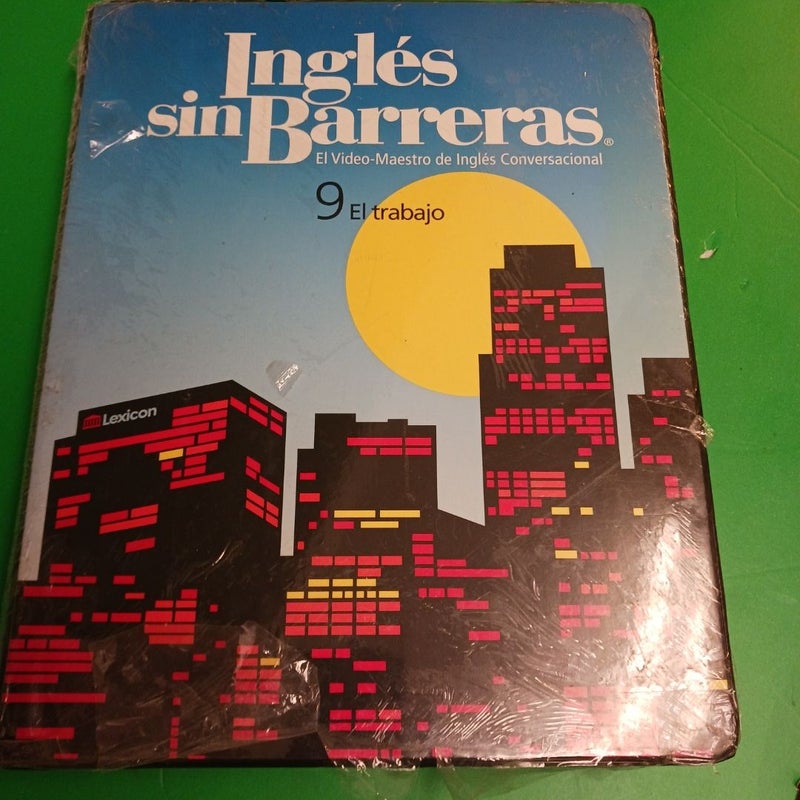 Inglés
sin Barreras®
El Video-Maestro de Inglés Conversacional
9 El trabajo
Lexicon